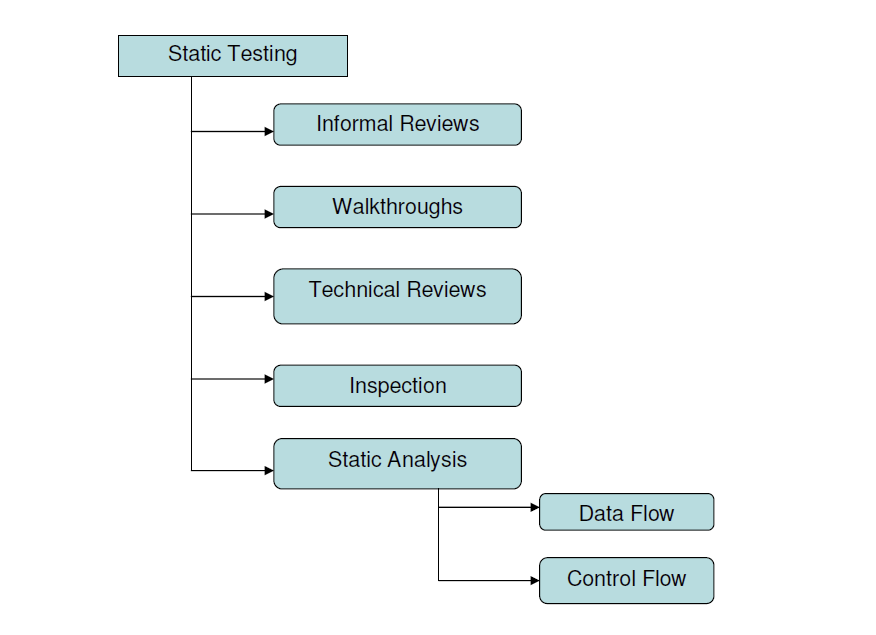 Static Testing
Informal Reviews
Walkthroughs
Technical Reviews
Inspection
Static Analysis
Data Flow
Control Flow